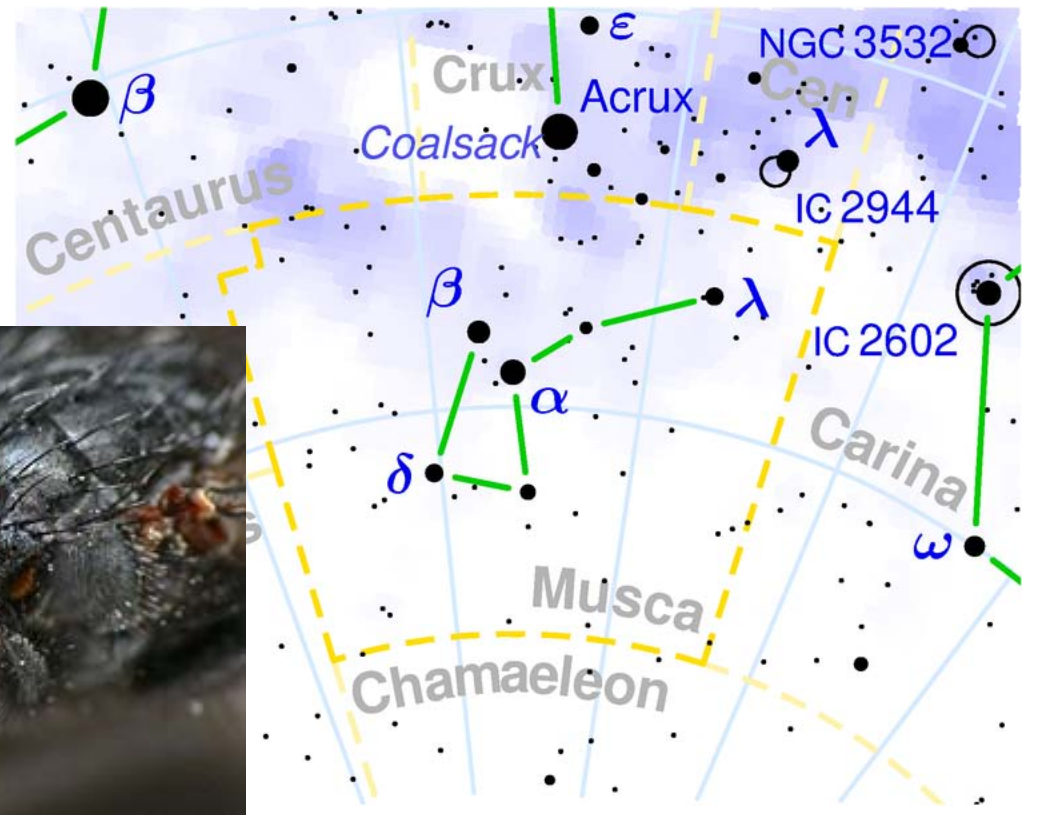 ε
NGC 3532
Crux
Cen
β
Acrux
λ
Coalsack
IC 2944
Centaurus
β
λ
IC 2602
α
Carina
δ
s
ω
Musca
Chamaeleon